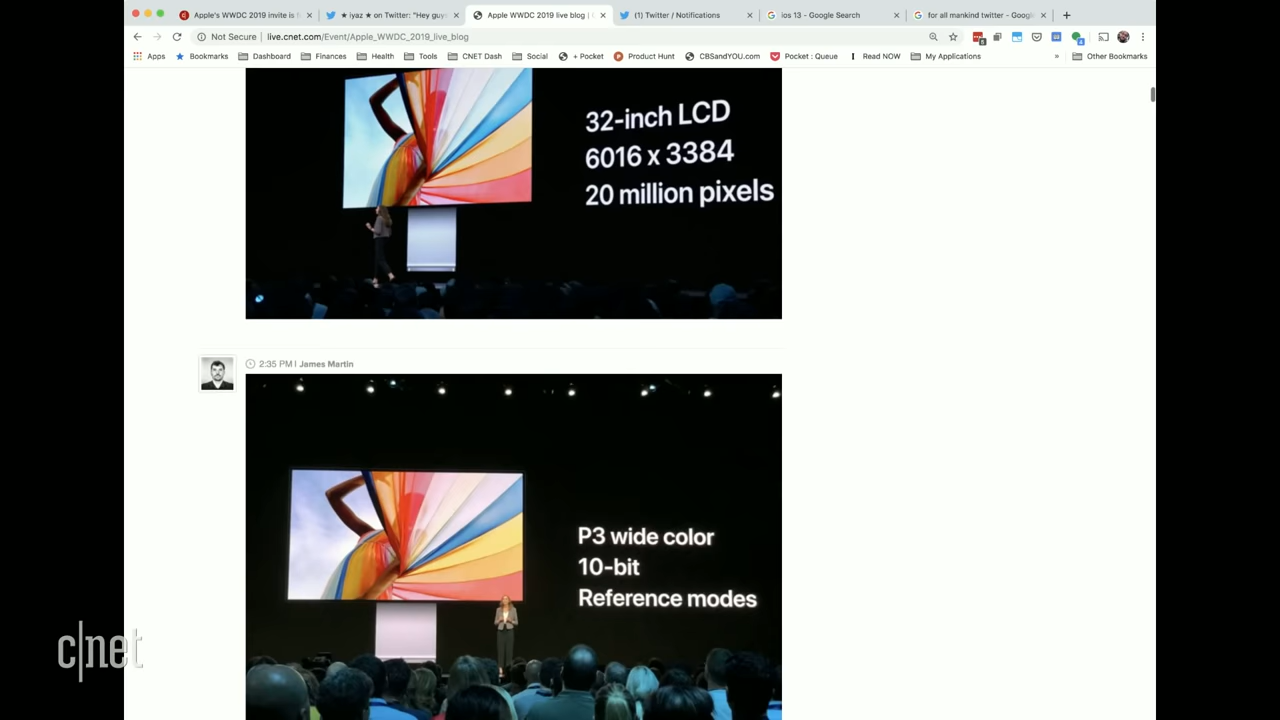 Apple's WWDC 2019 invite is t
★ iyaz ★ on Twitter: "Hey guy
Apple WWDC 2019 live blog | 
(1) Twitter / Notifications
ios 13 - Google Search
for all mankind twitter - Goog
Not Secure | live.cnet.com/Event/Apple_WWDC_2019_live_blog
Apps
Bookmarks
Dashboard
Finances
Health
Tools
CNET Dash
Social
+ Pocket
Product Hunt
CBSandYOU.com
Pocket : Queue
Read NOW
My Applications
»
Other Bookmarks
32-inch LCD
6016 x 3384
20 million pixels
2:35 PM | James Martin
P3 wide color
10-bit
Reference modes
c|net